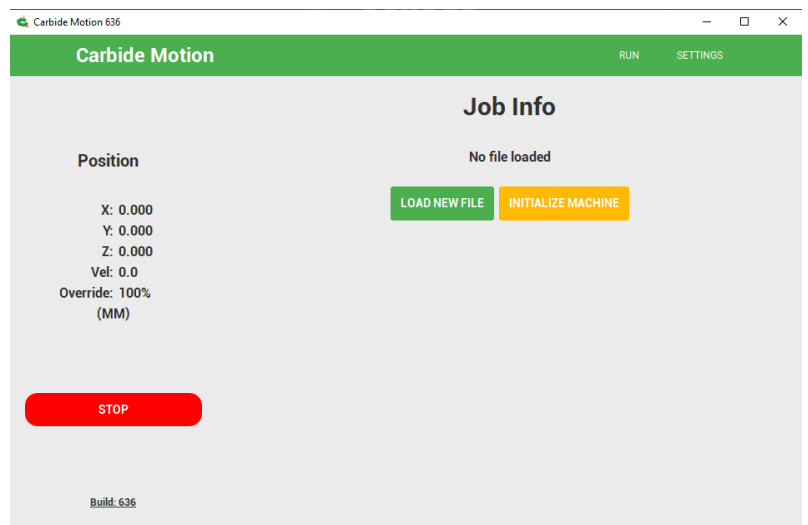 Carbide Motion 636
Carbide Motion
RUN
SETTINGS
Job Info
Position
No file loaded
LOAD NEW FILE
INITIALIZE MACHINE
X: 0.000
Y: 0.000
Z: 0.000
Vel: 0.0
Override: 100%
(MM)
STOP
Build: 636